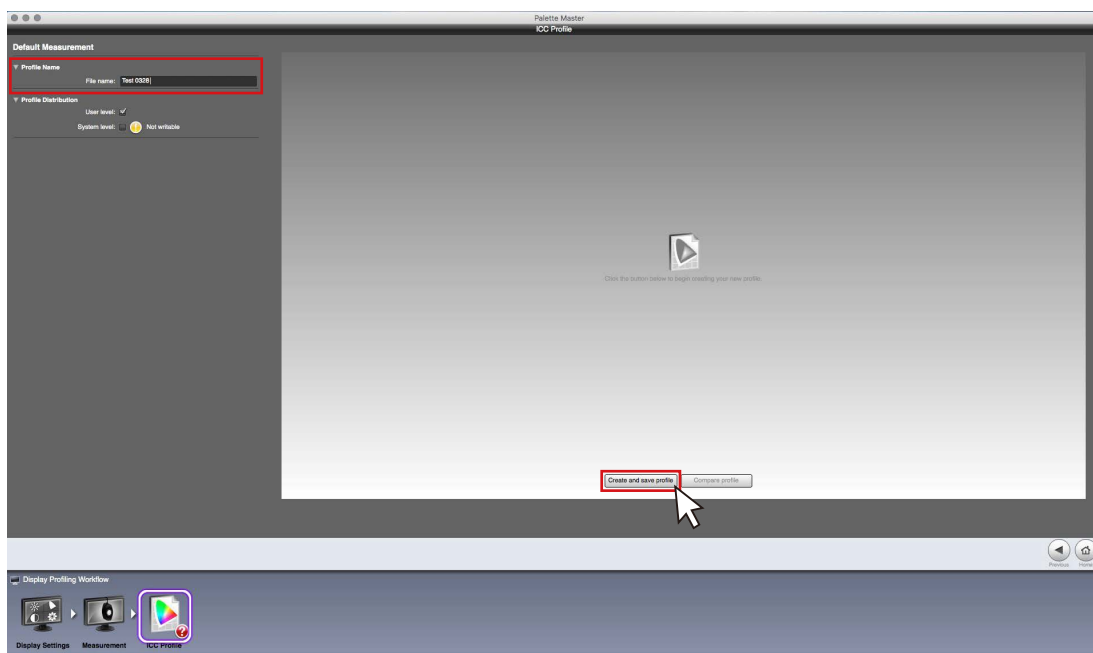 Palette Master
ICC Profile
Default Measurement
Profile Name
File name: Test 0328
Profile Distribution
User level:
System level: Not writable
Click the button below to begin creating your new profile.
Create and save profile Compare profile
Previous Home
Display Profiling Workflow
Display Settings Measurement ICC Profile